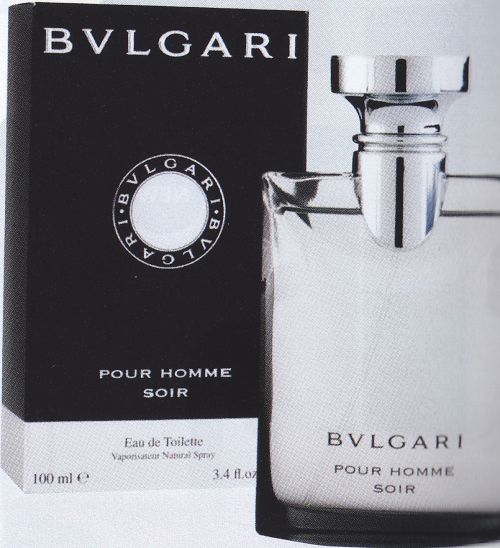 BVLGARI
BVLGARI · BVLGARI ·
POUR HOMME
SOIR
Eau de Toilette
Vaporisateur Natural Spray
100 ml ℮
3.4 fl.oz
BVLGARI
POUR HOMME
SOIR